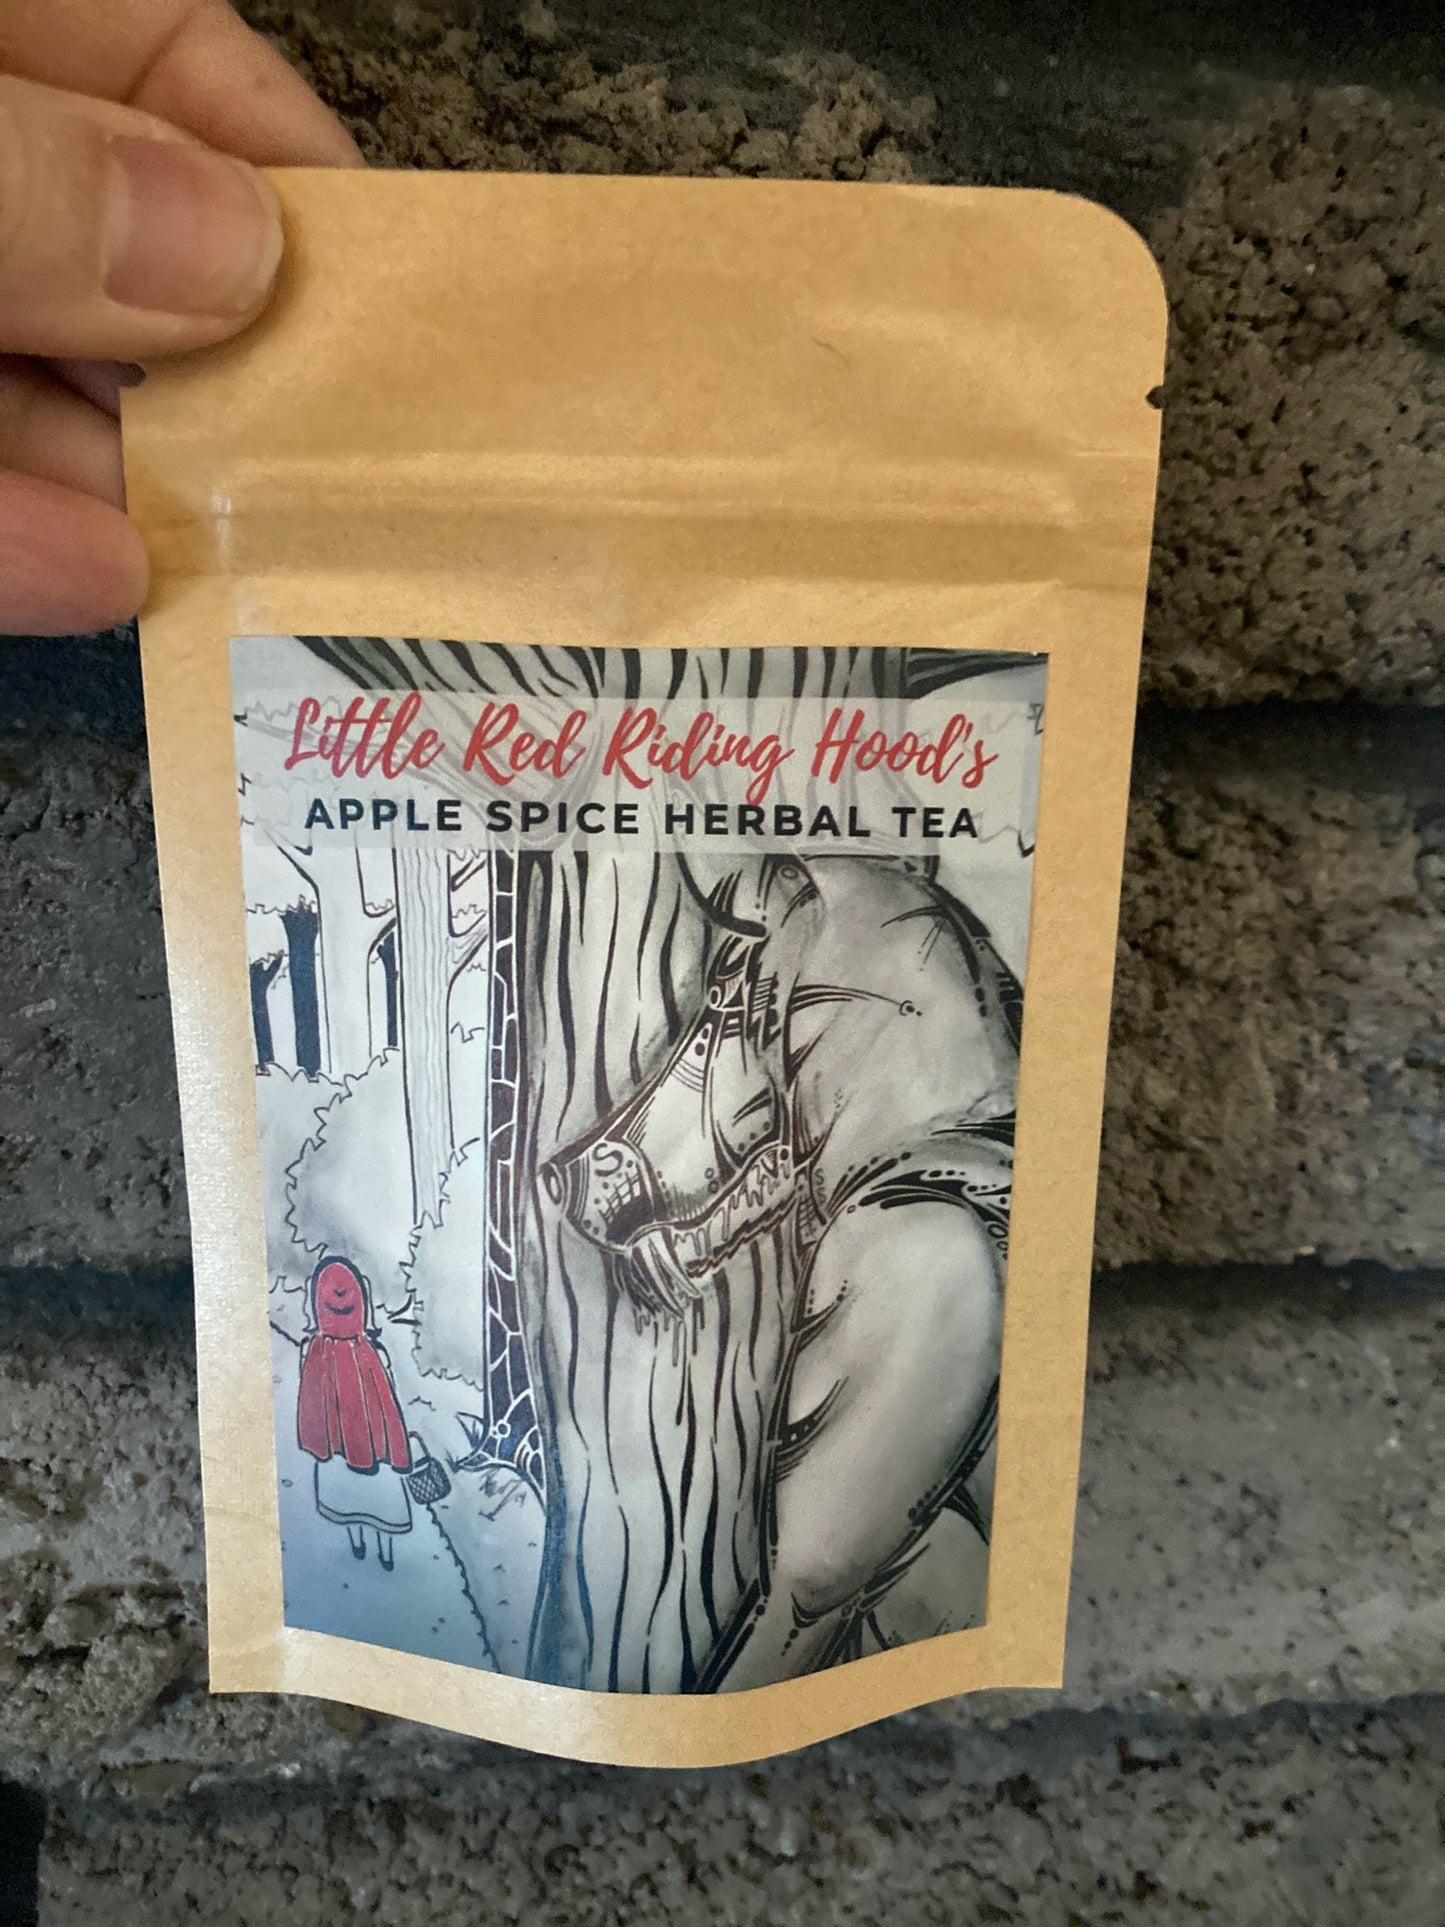 Little Red Riding Hood's
APPLE SPICE HERBAL TEA